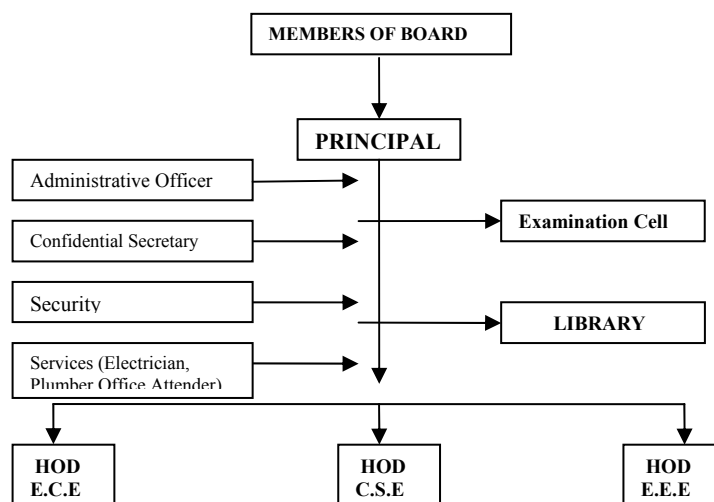 MEMBERS OF BOARD
PRINCIPAL
Administrative Officer
Examination Cell
Confidential Secretary
Security
LIBRARY
Services (Electrician,
Plumber Office Attender)
HOD
E.C.E
HOD
C.S.E
HOD
E.E.E